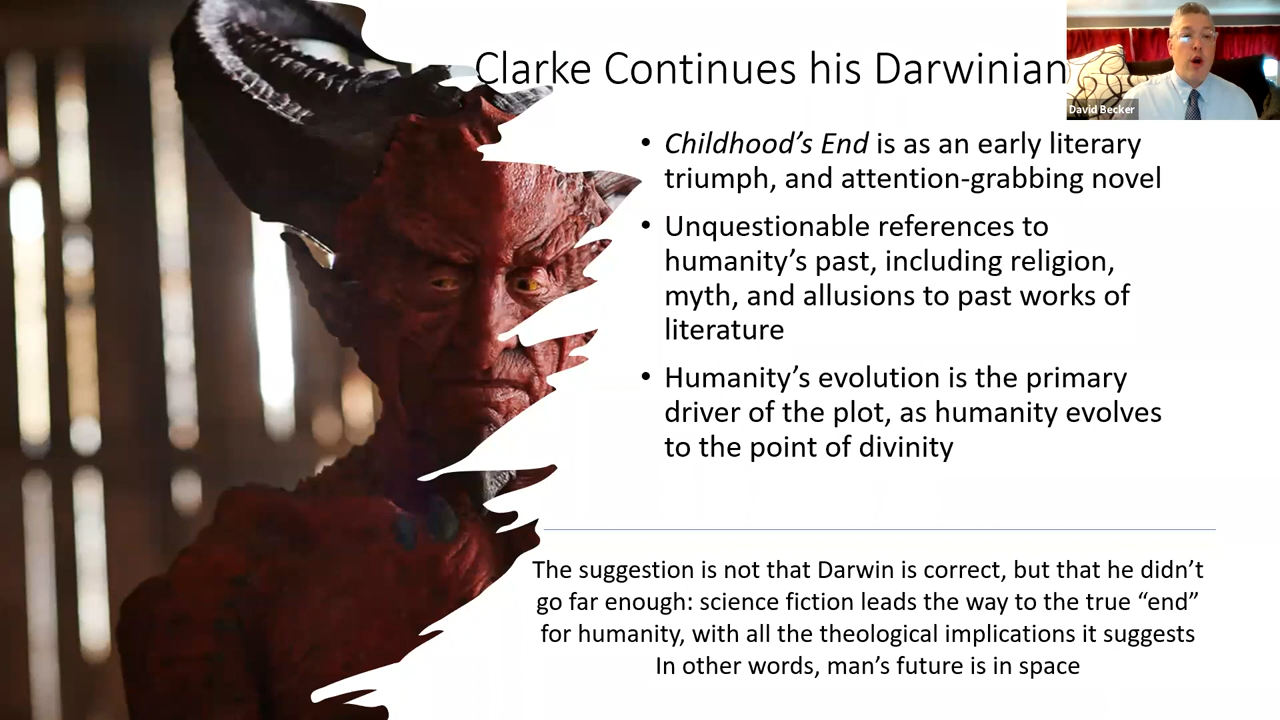 Clarke Continues his Darwinian
David Becker
• Childhood’s End is as an early literary
triumph, and attention-grabbing novel
• Unquestionable references to
humanity’s past, including religion,
myth, and allusions to past works of
literature
• Humanity’s evolution is the primary
driver of the plot, as humanity evolves
to the point of divinity
The suggestion is not that Darwin is correct, but that he didn’t
go far enough: science fiction leads the way to the true “end”
for humanity, with all the theological implications it suggests
In other words, man’s future is in space